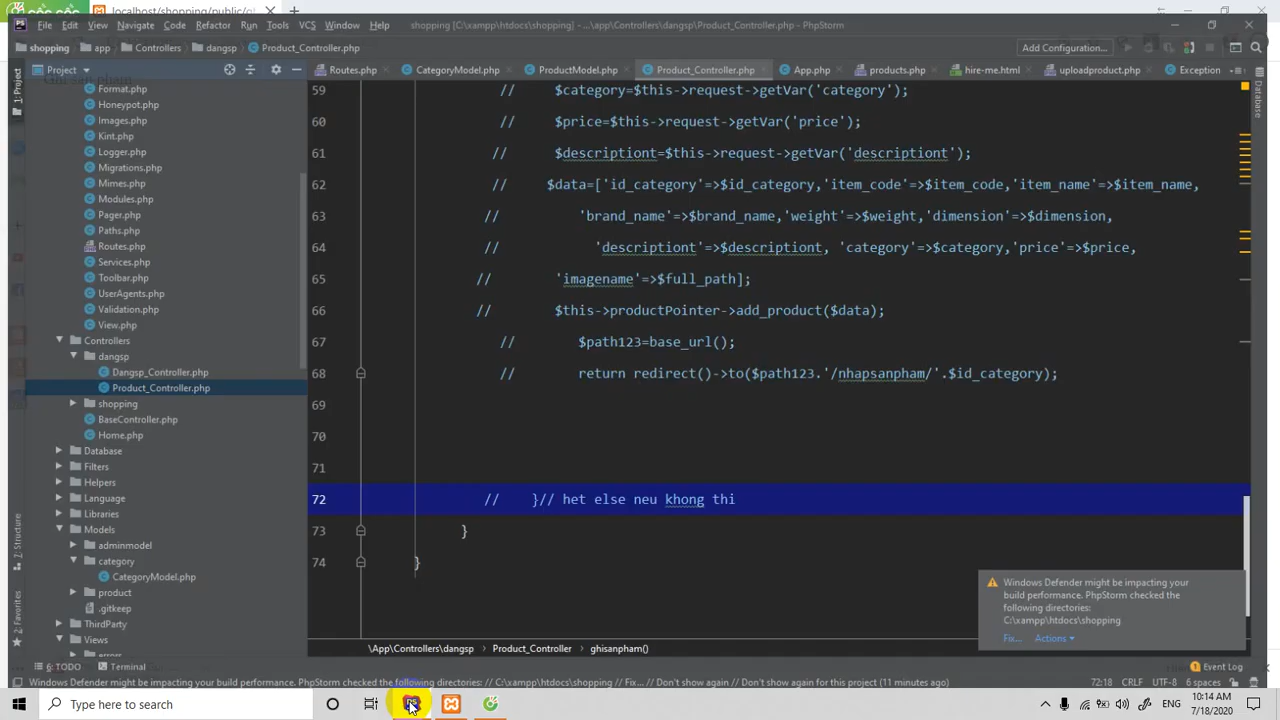 localhost/shopping/public/g
File Edit View Navigate Code Refactor Run Tools VCS Window Help
shopping [C:\xampp\htdocs\shopping] - ...\app\Controllers\dangsp\Product_Controller.php - PhpStorm
shopping app Controllers dangsp Product_Controller.php
Add Configuration...
Project
Routes.php CategoryModel.php ProductModel.php Product_Controller.php App.php products.php hire-me.html uploadproduct.php Exception
1: Project
7: Structure
2: Favorites
Database
Format.php
Honeypot.php
Images.php
Kint.php
Logger.php
Migrations.php
Mimes.php
Modules.php
Pager.php
Paths.php
Routes.php
Services.php
Toolbar.php
UserAgents.php
Validation.php
View.php
Controllers
dangsp
Dangsp_Controller.php
Product_Controller.php
shopping
BaseController.php
Home.php
Database
Filters
Helpers
Language
Libraries
Models
adminmodel
category
CategoryModel.php
product
.gitkeep
ThirdParty
Views
errors
59 // $category=$this->request->getVar('category');
60 // $price=$this->request->getVar('price');
61 // $descriptiont=$this->request->getVar('descriptiont');
62 // $data=['id_category'=>$id_category,'item_code'=>$item_code,'item_name'=>$item_name,
63 // 'brand_name'=>$brand_name,'weight'=>$weight,'dimension'=>$dimension,
64 // 'descriptiont'=>$descriptiont, 'category'=>$category,'price'=>$price,
65 // 'imagename'=>$full_path];
66 // $this->productPointer->add_product($data);
67 // $path123=base_url();
68 // return redirect()->to($path123.'/nhapsanpham/'.$id_category);
69
70
71
72 // }// het else neu khong thi
73 }
74 }
Windows Defender might be impacting your
build performance. PhpStorm checked the
following directories:
C:\xampp\htdocs\shopping
Fix... Actions
\App\Controllers\dangsp Product_Controller ghisanpham()
6: TODO Terminal
Event Log
Windows Defender might be impacting your build performance. PhpStorm checked the following directories: // C:\xampp\htdocs\shopping // Fix... // Don't show again // Don't show again for this project (11 minutes ago)
72:18 CRLF UTF-8 6 spaces
Type here to search
ENG
10:14 AM
7/18/2020